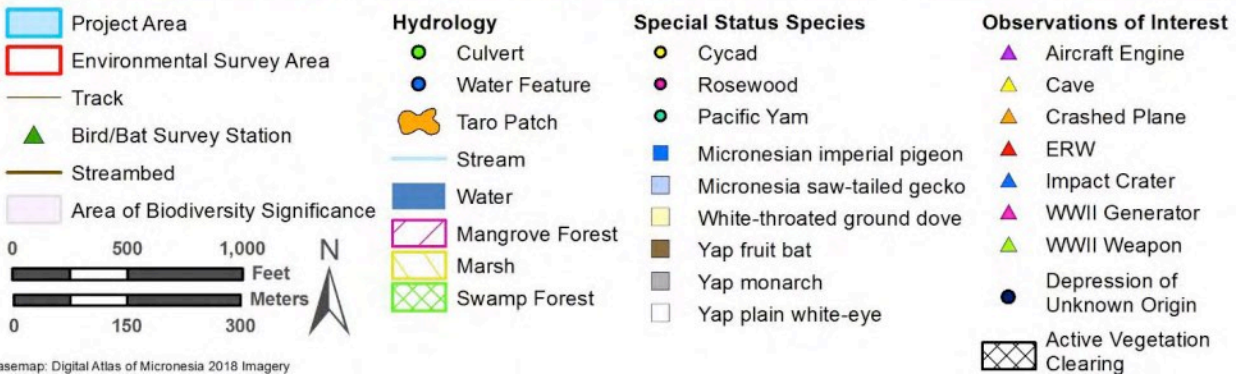 Project Area
Environmental Survey Area
Track
Bird/Bat Survey Station
Streambed
Area of Biodiversity Significance
0 500 1,000
Feet
Meters
0 150 300
N
asemap: Digital Atlas of Micronesia 2018 Imagery
Hydrology
Culvert
Water Feature
Taro Patch
Stream
Water
Mangrove Forest
Marsh
Swamp Forest
Special Status Species
Cycad
Rosewood
Pacific Yam
Micronesian imperial pigeon
Micronesia saw-tailed gecko
White-throated ground dove
Yap fruit bat
Yap monarch
Yap plain white-eye
Observations of Interest
Aircraft Engine
Cave
Crashed Plane
ERW
Impact Crater
WWII Generator
WWII Weapon
Depression of
Unknown Origin
Active Vegetation
Clearing